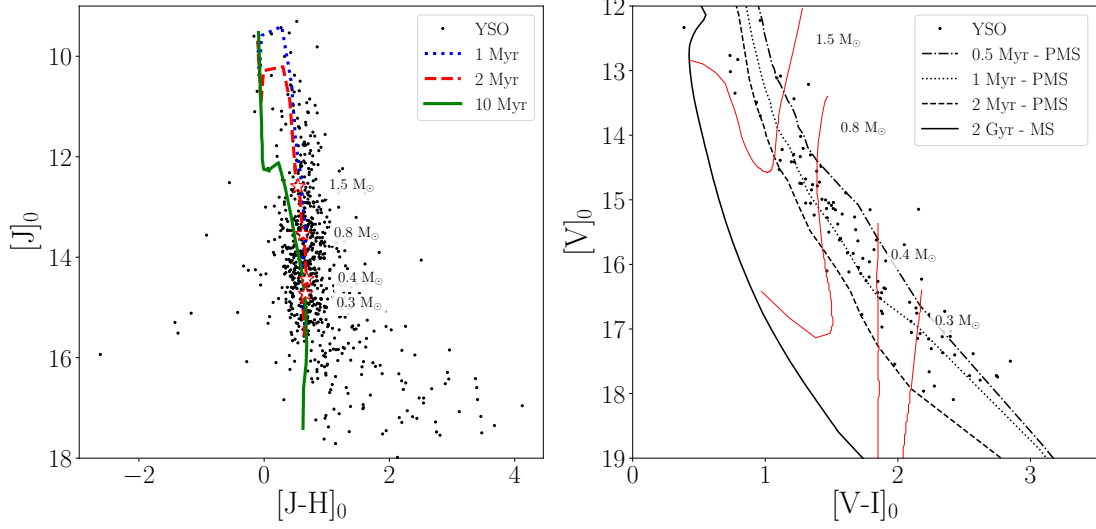 YSO
1 Myr
2 Myr
10 Myr
1.5 M☉
0.8 M☉
0.4 M☉
0.3 M☉
10
12
14
16
18
−2
0
2
4
[J]₀
[J-H]₀
YSO
0.5 Myr - PMS
1 Myr - PMS
2 Myr - PMS
2 Gyr - MS
1.5 M☉
0.8 M☉
0.4 M☉
0.3 M☉
12
13
14
15
16
17
18
19
0
1
2
3
[V]₀
[V-I]₀